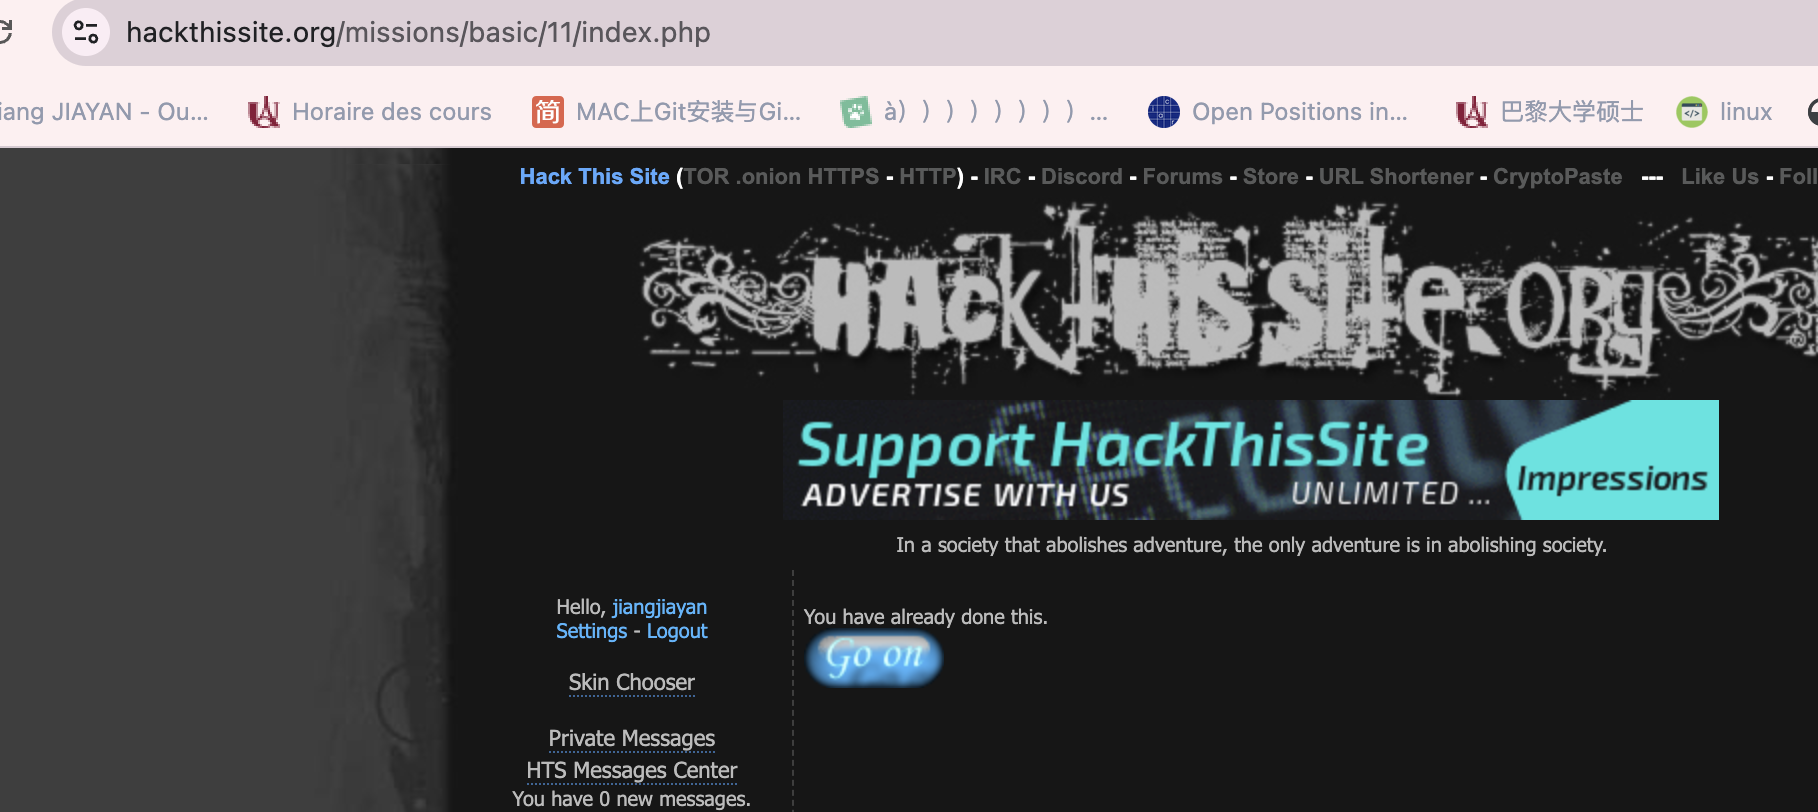 hackthissite.org/missions/basic/11/index.php
iang JIAYAN - Ou... Horaire des cours 简 MAC上Git安装与Gi... à) ) ) ) ) ) ) ) ... Open Positions in... 巴黎大学硕士 linux
Hack This Site (TOR .onion HTTPS - HTTP) - IRC - Discord - Forums - Store - URL Shortener - CryptoPaste --- Like Us - Foll
HAckTHISSite.ORg
Support HackThisSite
ADVERTISE WITH US UNLIMITED ... Impressions
In a society that abolishes adventure, the only adventure is in abolishing society.
Hello, jiangjiayan
Settings - Logout
Skin Chooser
Private Messages
HTS Messages Center
You have 0 new messages.
You have already done this.
Go on